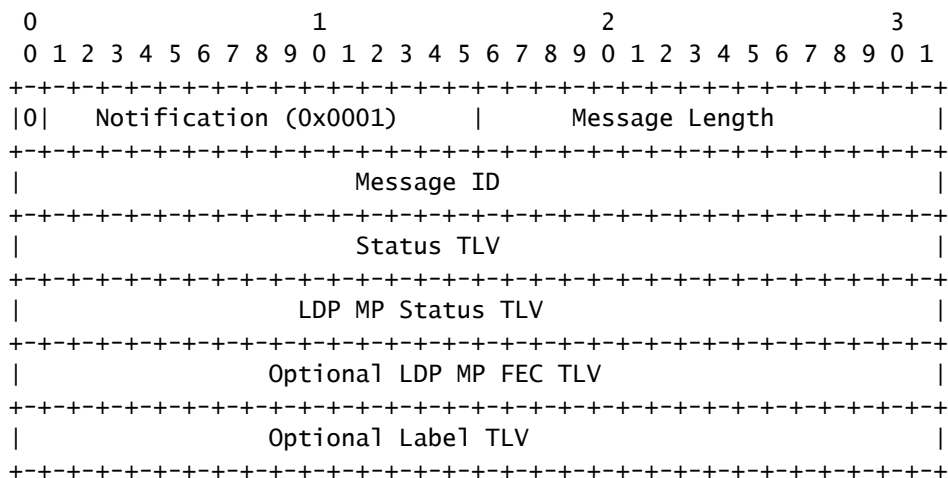 0                   1                   2                   3
 0 1 2 3 4 5 6 7 8 9 0 1 2 3 4 5 6 7 8 9 0 1 2 3 4 5 6 7 8 9 0 1
+-+-+-+-+-+-+-+-+-+-+-+-+-+-+-+-+-+-+-+-+-+-+-+-+-+-+-+-+-+-+-+-+
|0|   Notification (0x0001)     |      Message Length           |
+-+-+-+-+-+-+-+-+-+-+-+-+-+-+-+-+-+-+-+-+-+-+-+-+-+-+-+-+-+-+-+-+
|                       Message ID                              |
+-+-+-+-+-+-+-+-+-+-+-+-+-+-+-+-+-+-+-+-+-+-+-+-+-+-+-+-+-+-+-+-+
|                       Status TLV                              |
+-+-+-+-+-+-+-+-+-+-+-+-+-+-+-+-+-+-+-+-+-+-+-+-+-+-+-+-+-+-+-+-+
|                   LDP MP Status TLV                           |
+-+-+-+-+-+-+-+-+-+-+-+-+-+-+-+-+-+-+-+-+-+-+-+-+-+-+-+-+-+-+-+-+
|                 Optional LDP MP FEC TLV                       |
+-+-+-+-+-+-+-+-+-+-+-+-+-+-+-+-+-+-+-+-+-+-+-+-+-+-+-+-+-+-+-+-+
|                 Optional Label TLV                            |
+-+-+-+-+-+-+-+-+-+-+-+-+-+-+-+-+-+-+-+-+-+-+-+-+-+-+-+-+-+-+-+-+